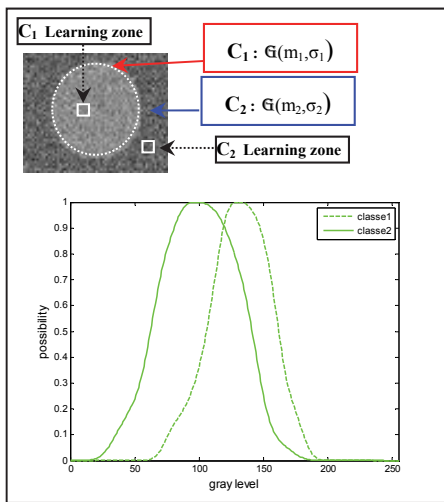 C₁ Learning zone
C₁ : 𝔾(m₁,σ₁)
C₂ : 𝔾(m₂,σ₂)
C₂ Learning zone
1
0.9
0.8
0.7
0.6
0.5
0.4
0.3
0.2
0.1
0
possibility
classe1
classe2
0 50 100 150 200 250
gray level